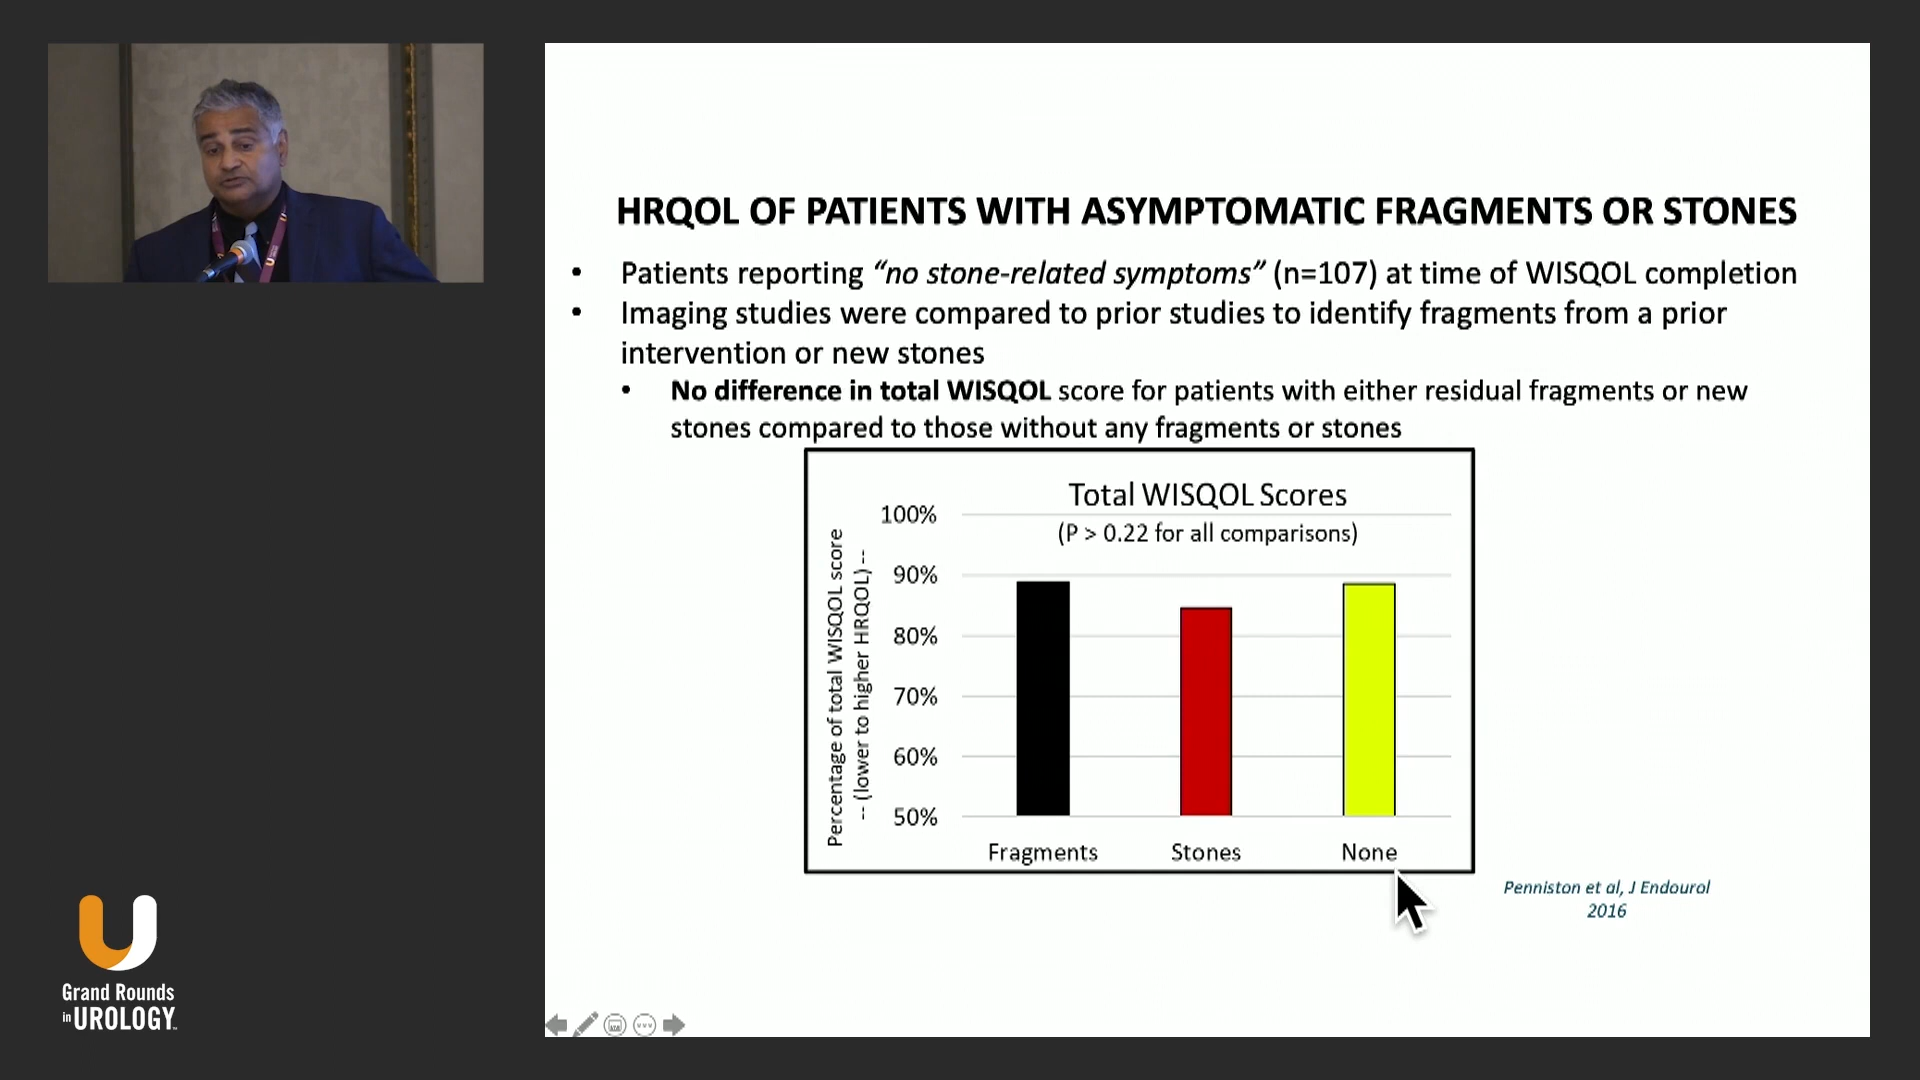 HRQOL OF PATIENTS WITH ASYMPTOMATIC FRAGMENTS OR STONES
• Patients reporting “no stone-related symptoms” (n=107) at time of WISQOL completion
• Imaging studies were compared to prior studies to identify fragments from a prior
intervention or new stones
• No difference in total WISQOL score for patients with either residual fragments or new
stones compared to those without any fragments or stones
Total WISQOL Scores
(P > 0.22 for all comparisons)
Percentage of total WISQOL score
-- (lower to higher HRQOL) --
100%
90%
80%
70%
60%
50%
Fragments
Stones
None
Penniston et al, J Endourol
2016
Grand Rounds
in UROLOGY™